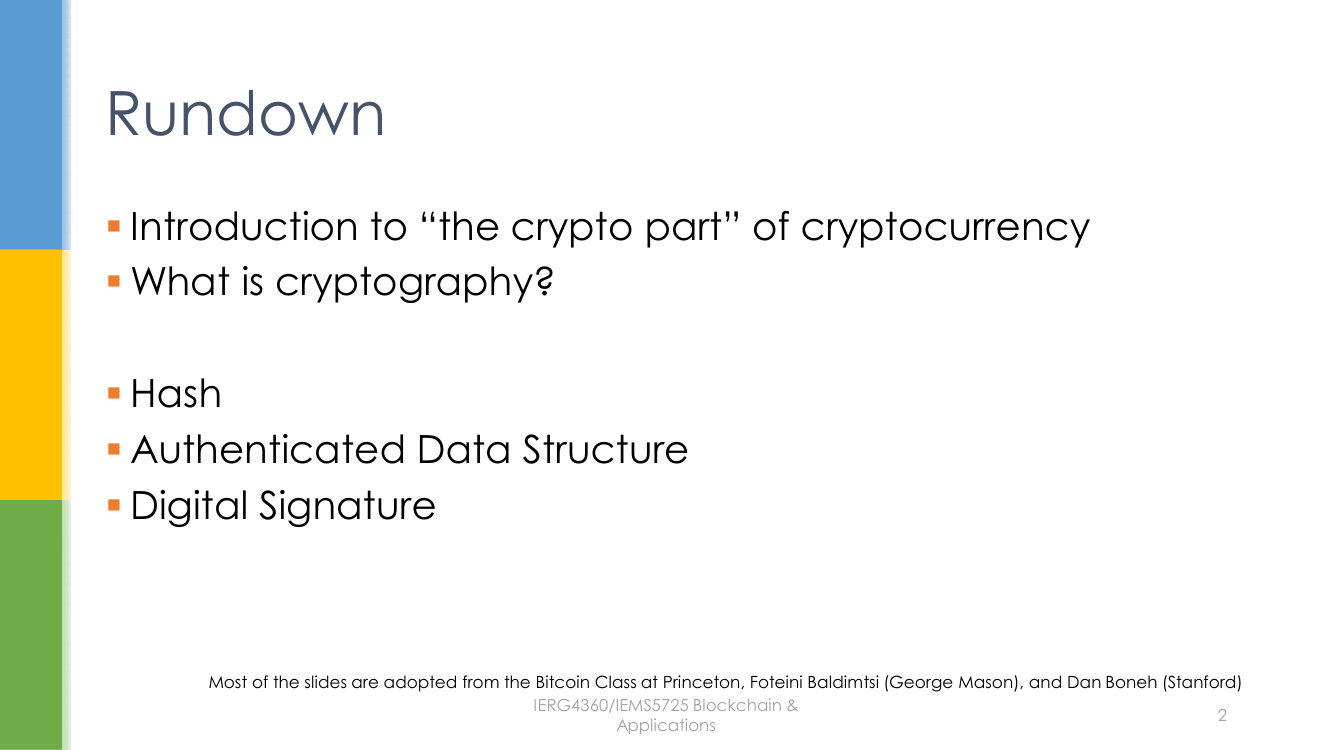 Rundown
Introduction to “the crypto part” of cryptocurrency
What is cryptography?
Hash
Authenticated Data Structure
Digital Signature
Most of the slides are adopted from the Bitcoin Class at Princeton, Foteini Baldimtsi (George Mason), and Dan Boneh (Stanford)
IERG4360/IEMS5725 Blockchain &
Applications
2